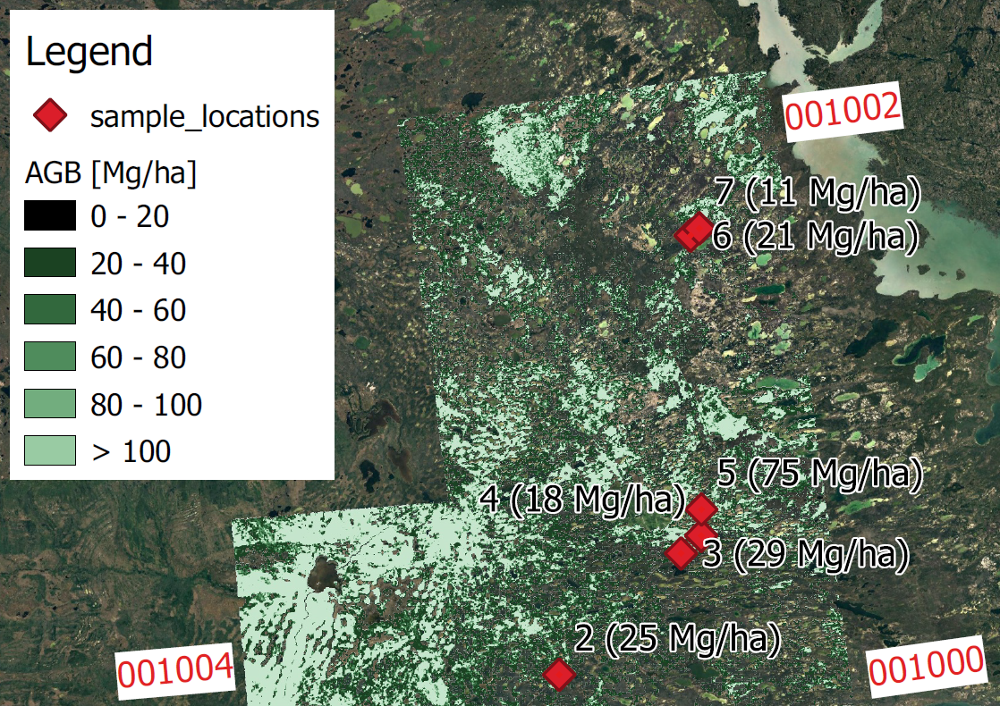 Legend
sample_locations
AGB [Mg/ha]
0 - 20
20 - 40
40 - 60
60 - 80
80 - 100
> 100
001002
7 (11 Mg/ha)
6 (21 Mg/ha)
5 (75 Mg/ha)
4 (18 Mg/ha)
3 (29 Mg/ha)
2 (25 Mg/ha)
001004
001000